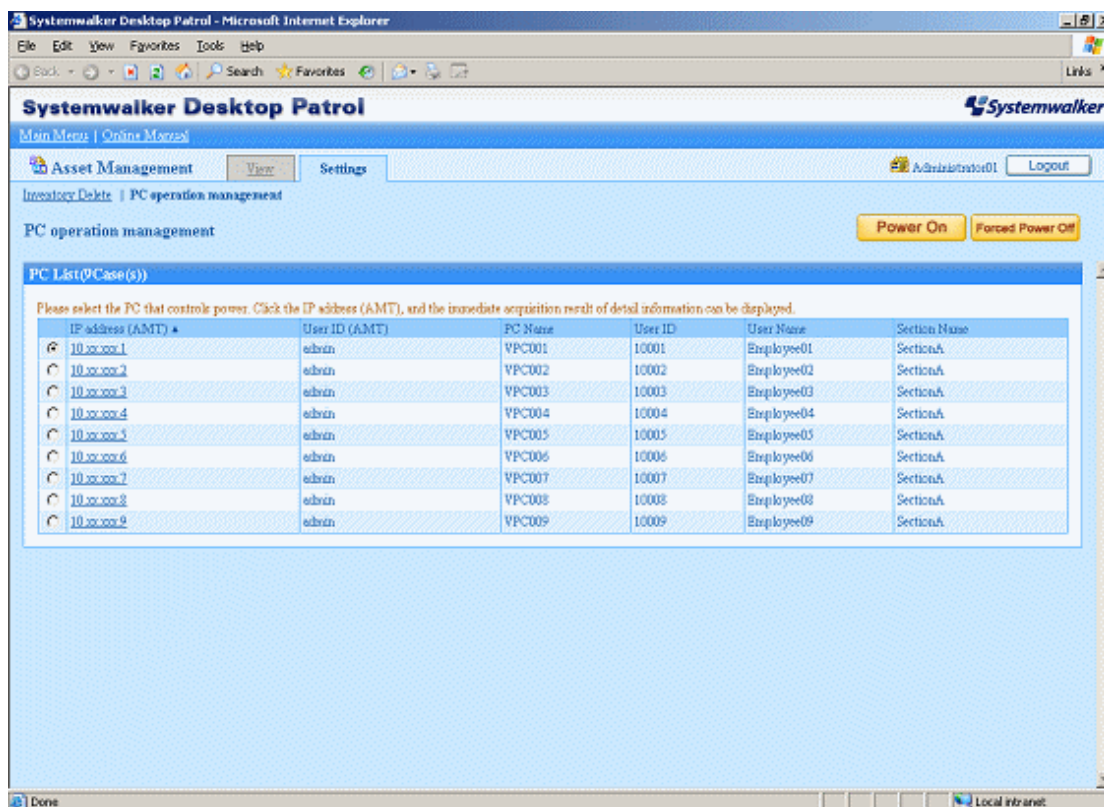 Systemwalker Desktop Patrol - Microsoft Internet Explorer
File Edit View Favorites Tools Help
Back Search Favorites Links
Systemwalker Desktop Patrol Systemwalker
Main Menu | Online Manual
Asset Management View Settings Administrator01 Logout
Inventory Delete | PC operation management
PC operation management Power On Forced Power Off
PC List(9Case(s))
Please select the PC that controls power. Click the IP address (AMT), and the immediate acquisition result of detail information can be displayed.
IP address (AMT) ▲ User ID (AMT) PC Name User ID User Name Section Name
10.xx.xxx.1 admin VPC001 10001 Employee01 SectionA
10.xx.xxx.2 admin VPC002 10002 Employee02 SectionA
10.xx.xxx.3 admin VPC003 10003 Employee03 SectionA
10.xx.xxx.4 admin VPC004 10004 Employee04 SectionA
10.xx.xxx.5 admin VPC005 10005 Employee05 SectionA
10.xx.xxx.6 admin VPC006 10006 Employee06 SectionA
10.xx.xxx.7 admin VPC007 10007 Employee07 SectionA
10.xx.xxx.8 admin VPC008 10008 Employee08 SectionA
10.xx.xxx.9 admin VPC009 10009 Employee09 SectionA
Done Local intranet